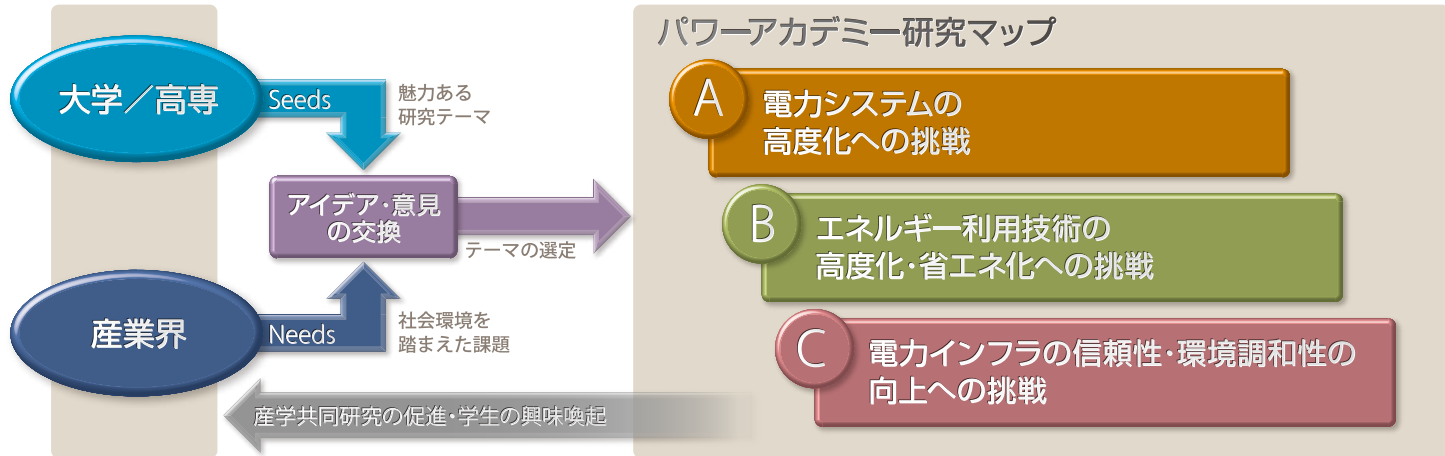 大学／高専
Seeds
魅力ある
研究テーマ
アイデア・意見
の交換
テーマの選定
産業界
Needs
社会環境を
踏まえた課題
産学共同研究の促進・学生の興味喚起
パワーアカデミー研究マップ
A
電力システムの
高度化への挑戦
B
エネルギー利用技術の
高度化・省エネ化への挑戦
C
電力インフラの信頼性・環境調和性の
向上への挑戦